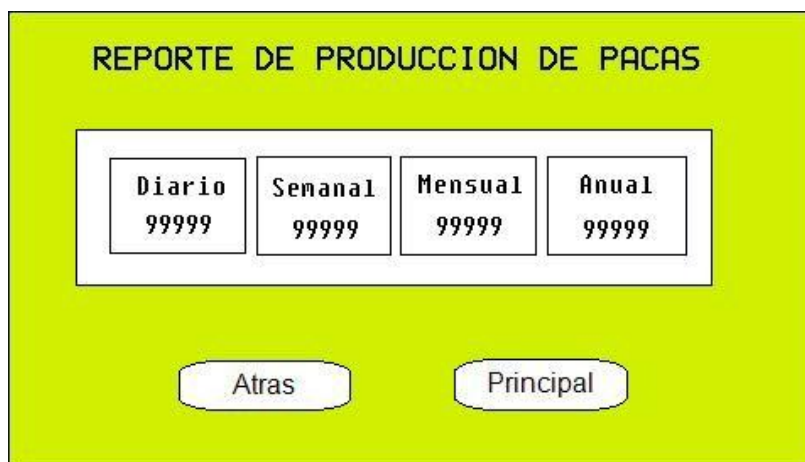 REPORTE DE PRODUCCION DE PACAS
Diario Semanal Mensual Anual
99999 99999 99999 99999
Atras Principal